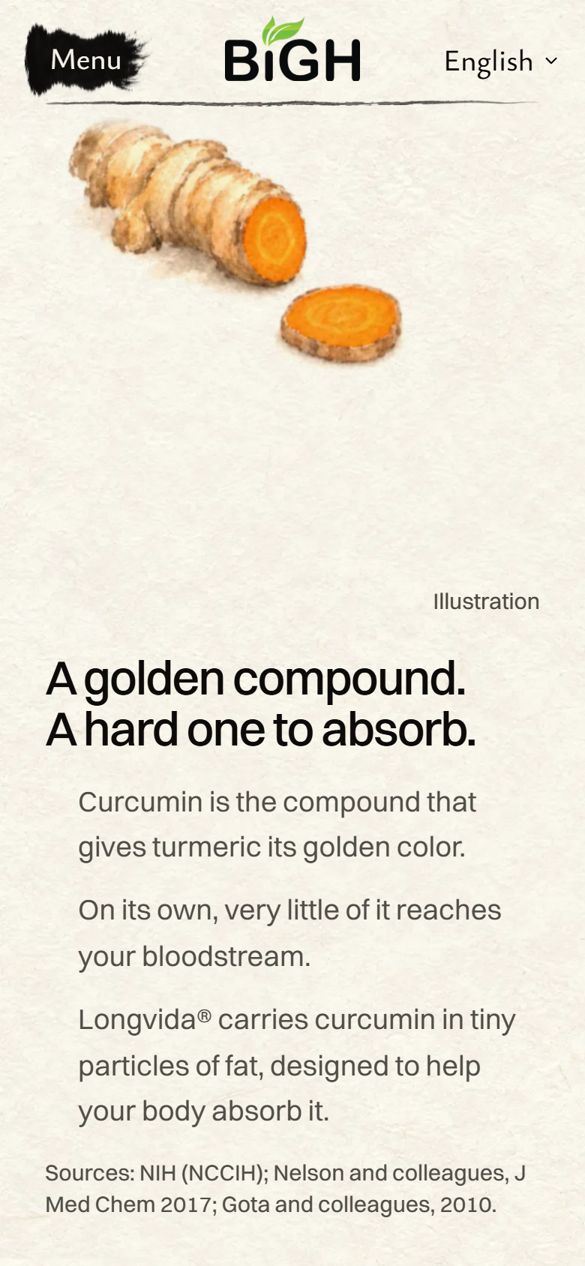 Menu
BiGH
English
Illustration
A golden compound.
A hard one to absorb.
Curcumin is the compound that
gives turmeric its golden color.
On its own, very little of it reaches
your bloodstream.
Longvida® carries curcumin in tiny
particles of fat, designed to help
your body absorb it.
Sources: NIH (NCCIH); Nelson and colleagues, J
Med Chem 2017; Gota and colleagues, 2010.